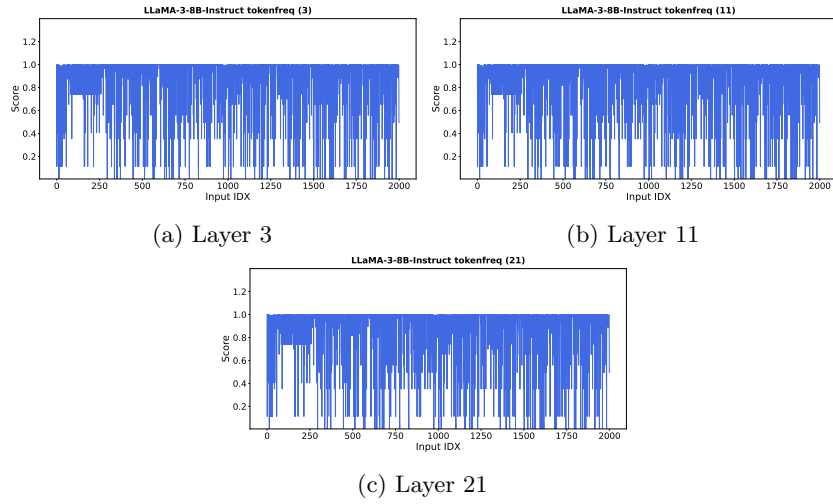 LLaMA-3-8B-Instruct tokenfreq (3)
1.2
1.0
0.8
0.6
0.4
0.2
Score
0 250 500 750 1000 1250 1500 1750 2000
Input IDX
(a) Layer 3
LLaMA-3-8B-Instruct tokenfreq (11)
1.2
1.0
0.8
0.6
0.4
0.2
Score
0 250 500 750 1000 1250 1500 1750 2000
Input IDX
(b) Layer 11
LLaMA-3-8B-Instruct tokenfreq (21)
1.2
1.0
0.8
0.6
0.4
0.2
Score
0 250 500 750 1000 1250 1500 1750 2000
Input IDX
(c) Layer 21